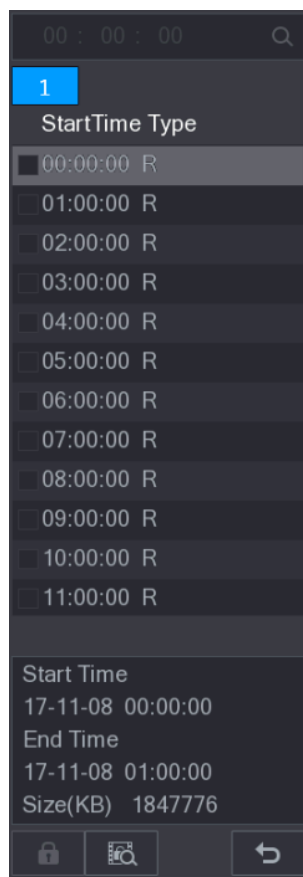 00 : 00 : 00
1
StartTime Type
00:00:00 R
01:00:00 R
02:00:00 R
03:00:00 R
04:00:00 R
05:00:00 R
06:00:00 R
07:00:00 R
08:00:00 R
09:00:00 R
10:00:00 R
11:00:00 R
Start Time
17-11-08 00:00:00
End Time
17-11-08 01:00:00
Size(KB) 1847776